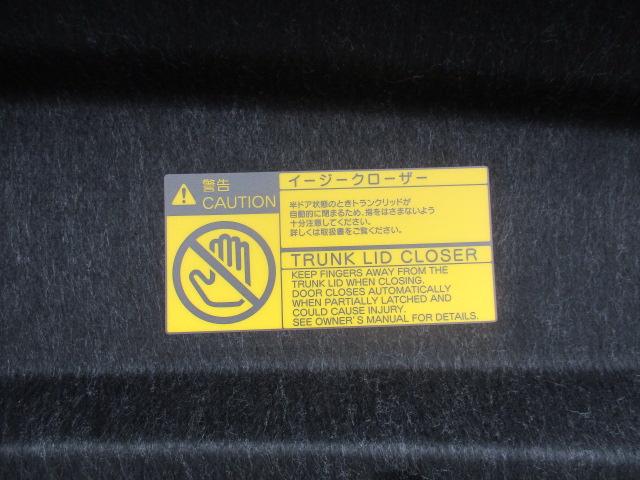 警告
CAUTION
イージークローザー
半ドア状態のときトランクリッドが
自動的に閉まるため、指をはさまないよう
十分注意してください。
詳しくは取扱書をご覧ください。
TRUNK LID CLOSER
KEEP FINGERS AWAY FROM THE
TRUNK LID WHEN CLOSING.
DOOR CLOSES AUTOMATICALLY
WHEN PARTIALLY LATCHED AND
COULD CAUSE INJURY.
SEE OWNER'S MANUAL FOR DETAILS.